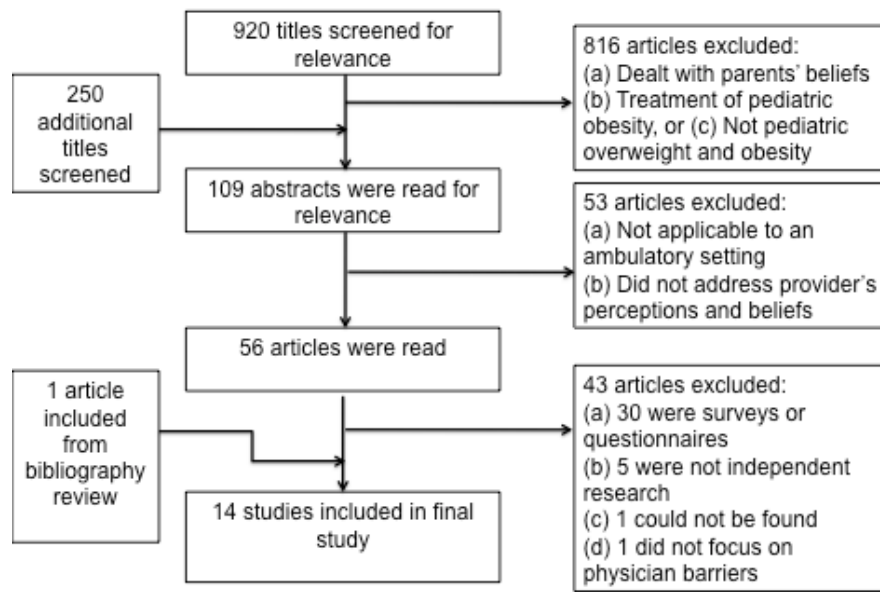 920 titles screened for
relevance
816 articles excluded:
(a) Dealt with parents' beliefs
(b) Treatment of pediatric
obesity, or (c) Not pediatric
overweight and obesity
250
additional
titles
screened
109 abstracts were read for
relevance
53 articles excluded:
(a) Not applicable to an
ambulatory setting
(b) Did not address provider's
perceptions and beliefs
56 articles were read
1 article
included
from
bibliography
review
43 articles excluded:
(a) 30 were surveys or
questionnaires
(b) 5 were not independent
research
(c) 1 could not be found
(d) 1 did not focus on
physician barriers
14 studies included in final
study